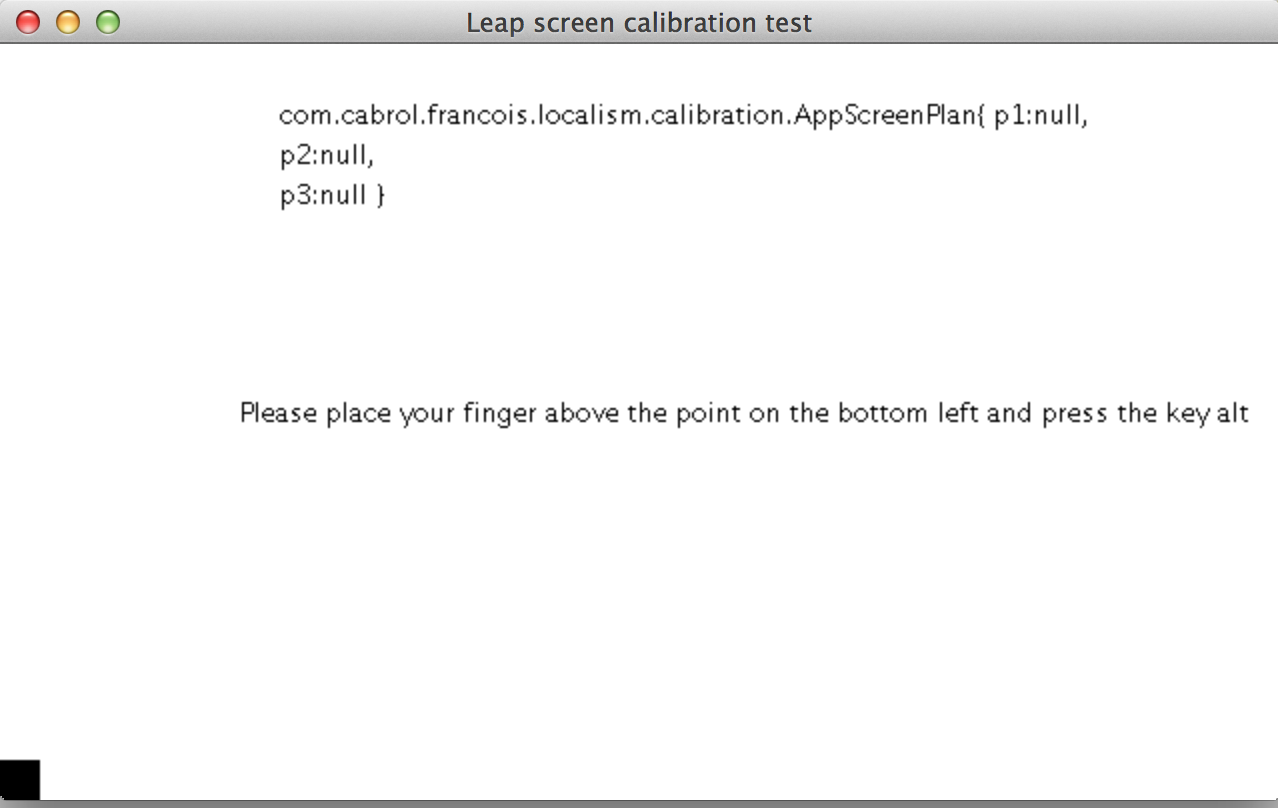 Leap screen calibration test
com.cabrol.francois.localism.calibration.AppScreenPlan{ p1:null,
p2:null,
p3:null }
Please place your finger above the point on the bottom left and press the key alt